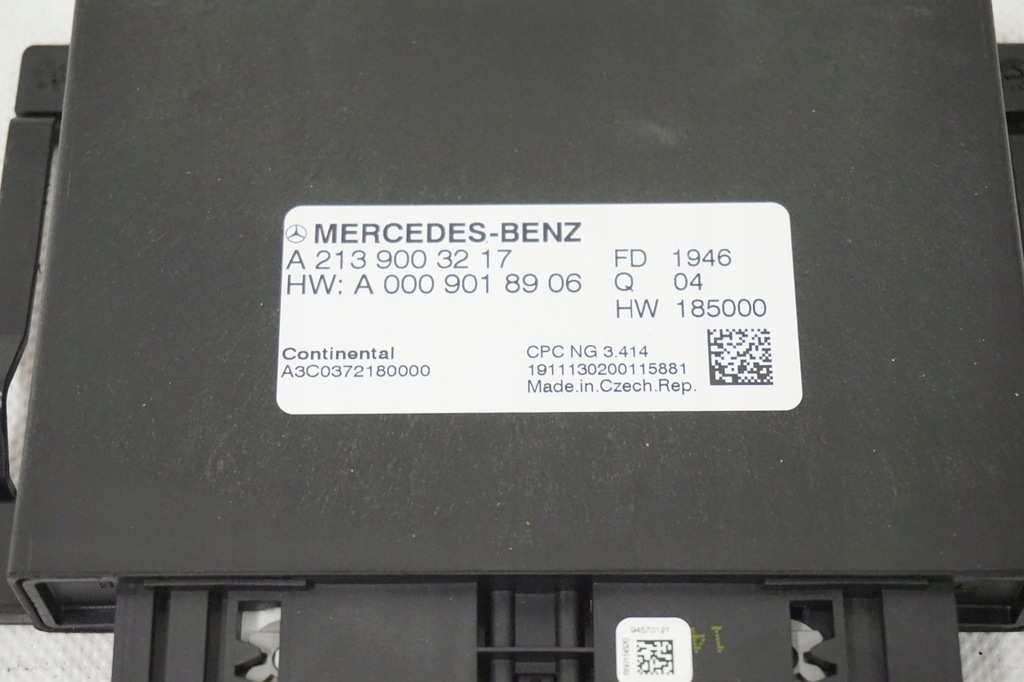 MERCEDES-BENZ
A 213 900 32 17
HW: A 000 901 89 06
FD 1946
Q 04
HW 185000
Continental
A3C0372180000
CPC NG 3.414
1911130200115881
Made.in.Czech.Rep.
94570121